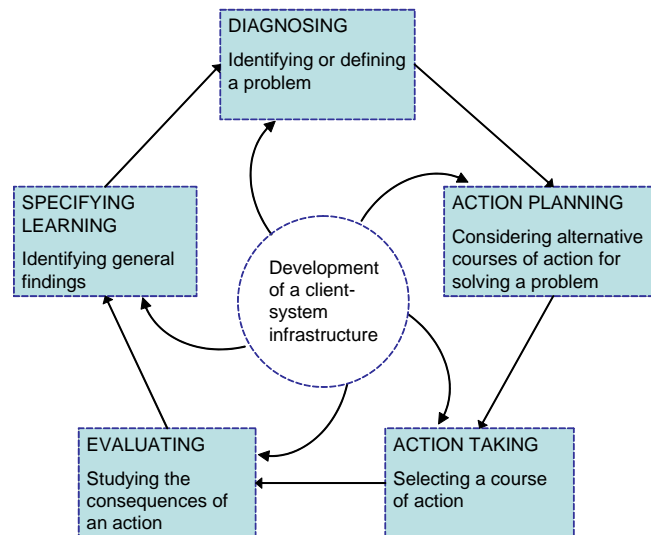 DIAGNOSING
Identifying or defining
a problem
SPECIFYING
LEARNING
Identifying general
findings
ACTION PLANNING
Considering alternative
courses of action for
solving a problem
Development
of a client-
system
infrastructure
EVALUATING
Studying the
consequences of
an action
ACTION TAKING
Selecting a course
of action